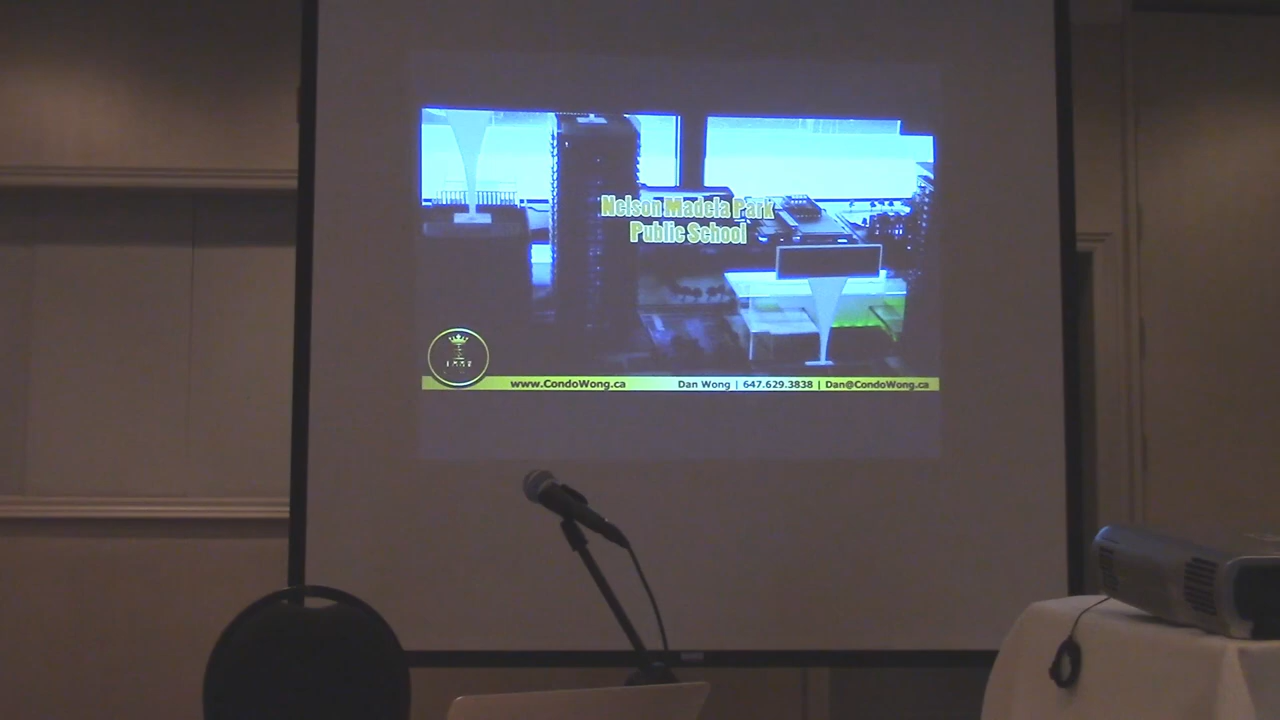 Nelson Madela Park
Public School
www.CondoWong.ca
Dan Wong | 647.629.3838 | Dan@CondoWong.ca